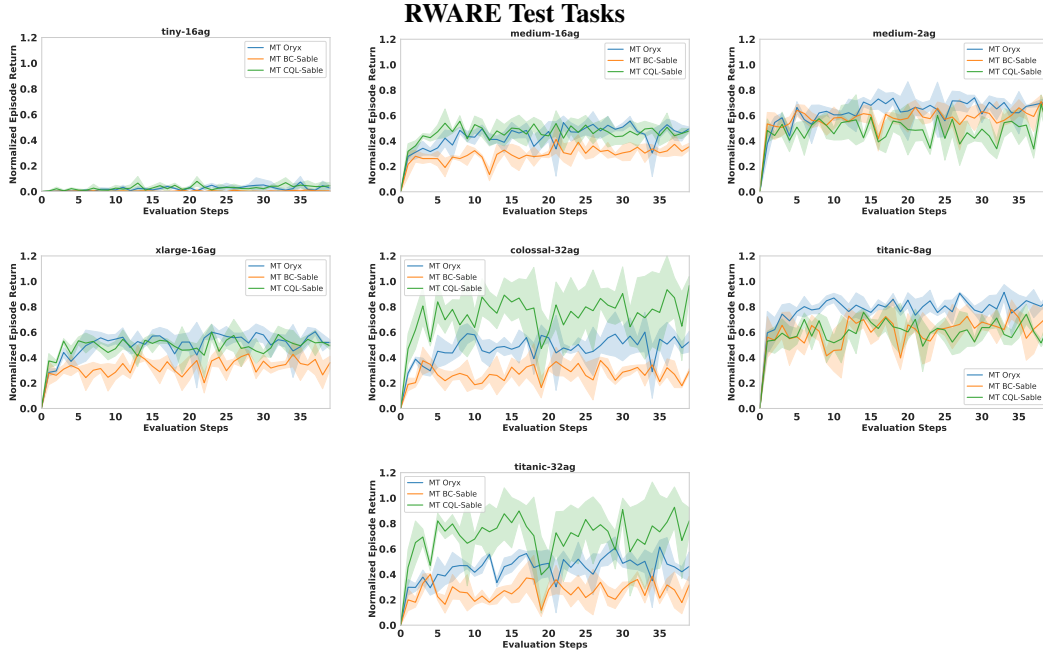 RWARE Test Tasks
tiny-16ag
Normalized Episode Return
1.2
1.0
0.8
0.6
0.4
0.2
0.0
MT Oryx
MT BC-Sable
MT CQL-Sable
0 5 10 15 20 25 30 35
Evaluation Steps
medium-16ag
Normalized Episode Return
1.2
1.0
0.8
0.6
0.4
0.2
0.0
MT Oryx
MT BC-Sable
MT CQL-Sable
0 5 10 15 20 25 30 35
Evaluation Steps
medium-2ag
Normalized Episode Return
1.2
1.0
0.8
0.6
0.4
0.2
0.0
MT Oryx
MT BC-Sable
MT CQL-Sable
0 5 10 15 20 25 30 35
Evaluation Steps
xlarge-16ag
Normalized Episode Return
1.2
1.0
0.8
0.6
0.4
0.2
0.0
MT Oryx
MT BC-Sable
MT CQL-Sable
0 5 10 15 20 25 30 35
Evaluation Steps
colossal-32ag
Normalized Episode Return
1.2
1.0
0.8
0.6
0.4
0.2
0.0
MT Oryx
MT BC-Sable
MT CQL-Sable
0 5 10 15 20 25 30 35
Evaluation Steps
titanic-8ag
Normalized Episode Return
1.2
1.0
0.8
0.6
0.4
0.2
0.0
MT Oryx
MT BC-Sable
MT CQL-Sable
0 5 10 15 20 25 30 35
Evaluation Steps
titanic-32ag
Normalized Episode Return
1.2
1.0
0.8
0.6
0.4
0.2
0.0
MT Oryx
MT BC-Sable
MT CQL-Sable
0 5 10 15 20 25 30 35
Evaluation Steps